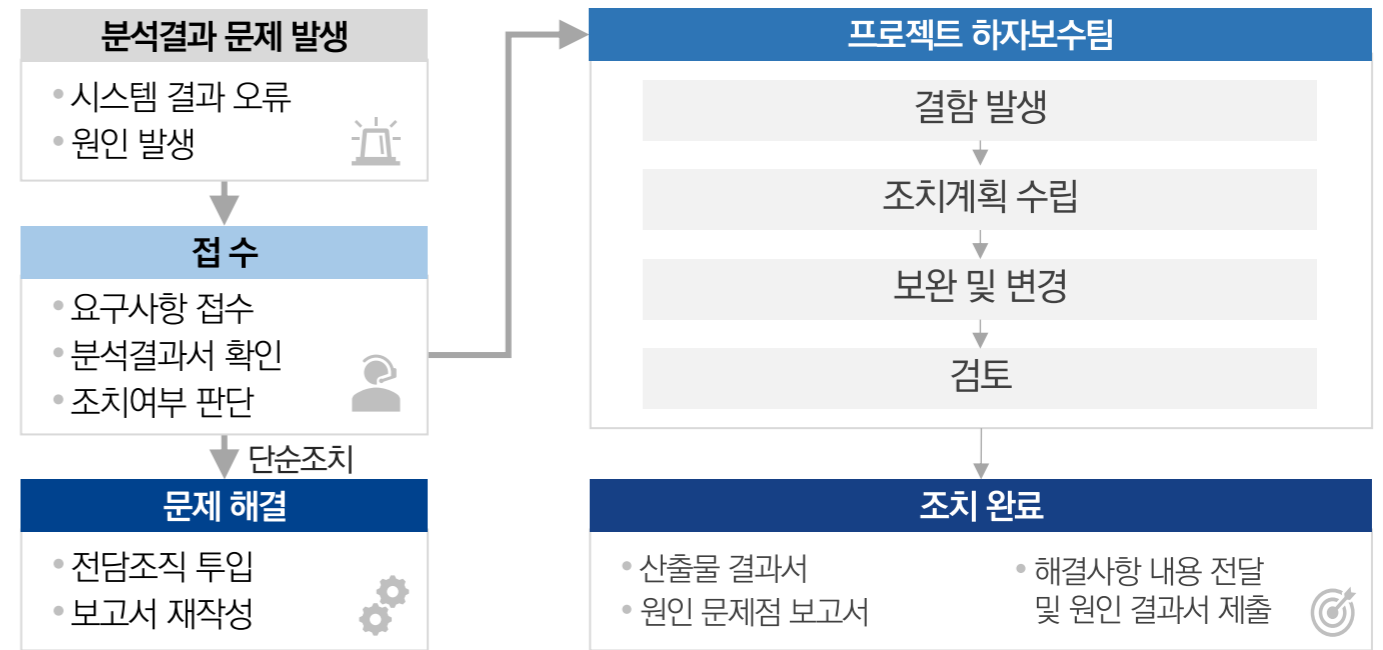 분석결과 문제 발생
• 시스템 결과 오류
• 원인 발생
접 수
• 요구사항 접수
• 분석결과서 확인
• 조치여부 판단
단순조치
문제 해결
• 전담조직 투입
• 보고서 재작성
프로젝트 하자보수팀
결함 발생
조치계획 수립
보완 및 변경
검토
조치 완료
• 산출물 결과서
• 원인 문제점 보고서
• 해결사항 내용 전달
및 원인 결과서 제출